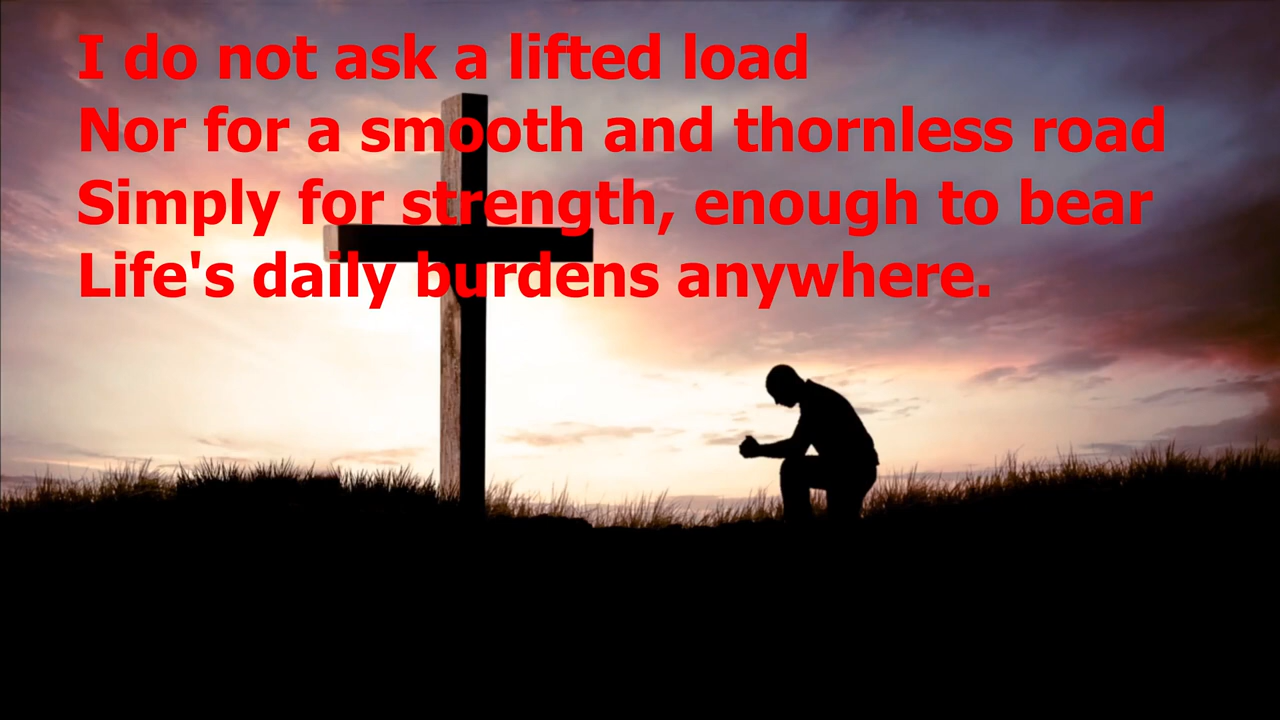 I do not ask a lifted load
Nor for a smooth and thornless road
Simply for strength, enough to bear
Life's daily burdens anywhere.